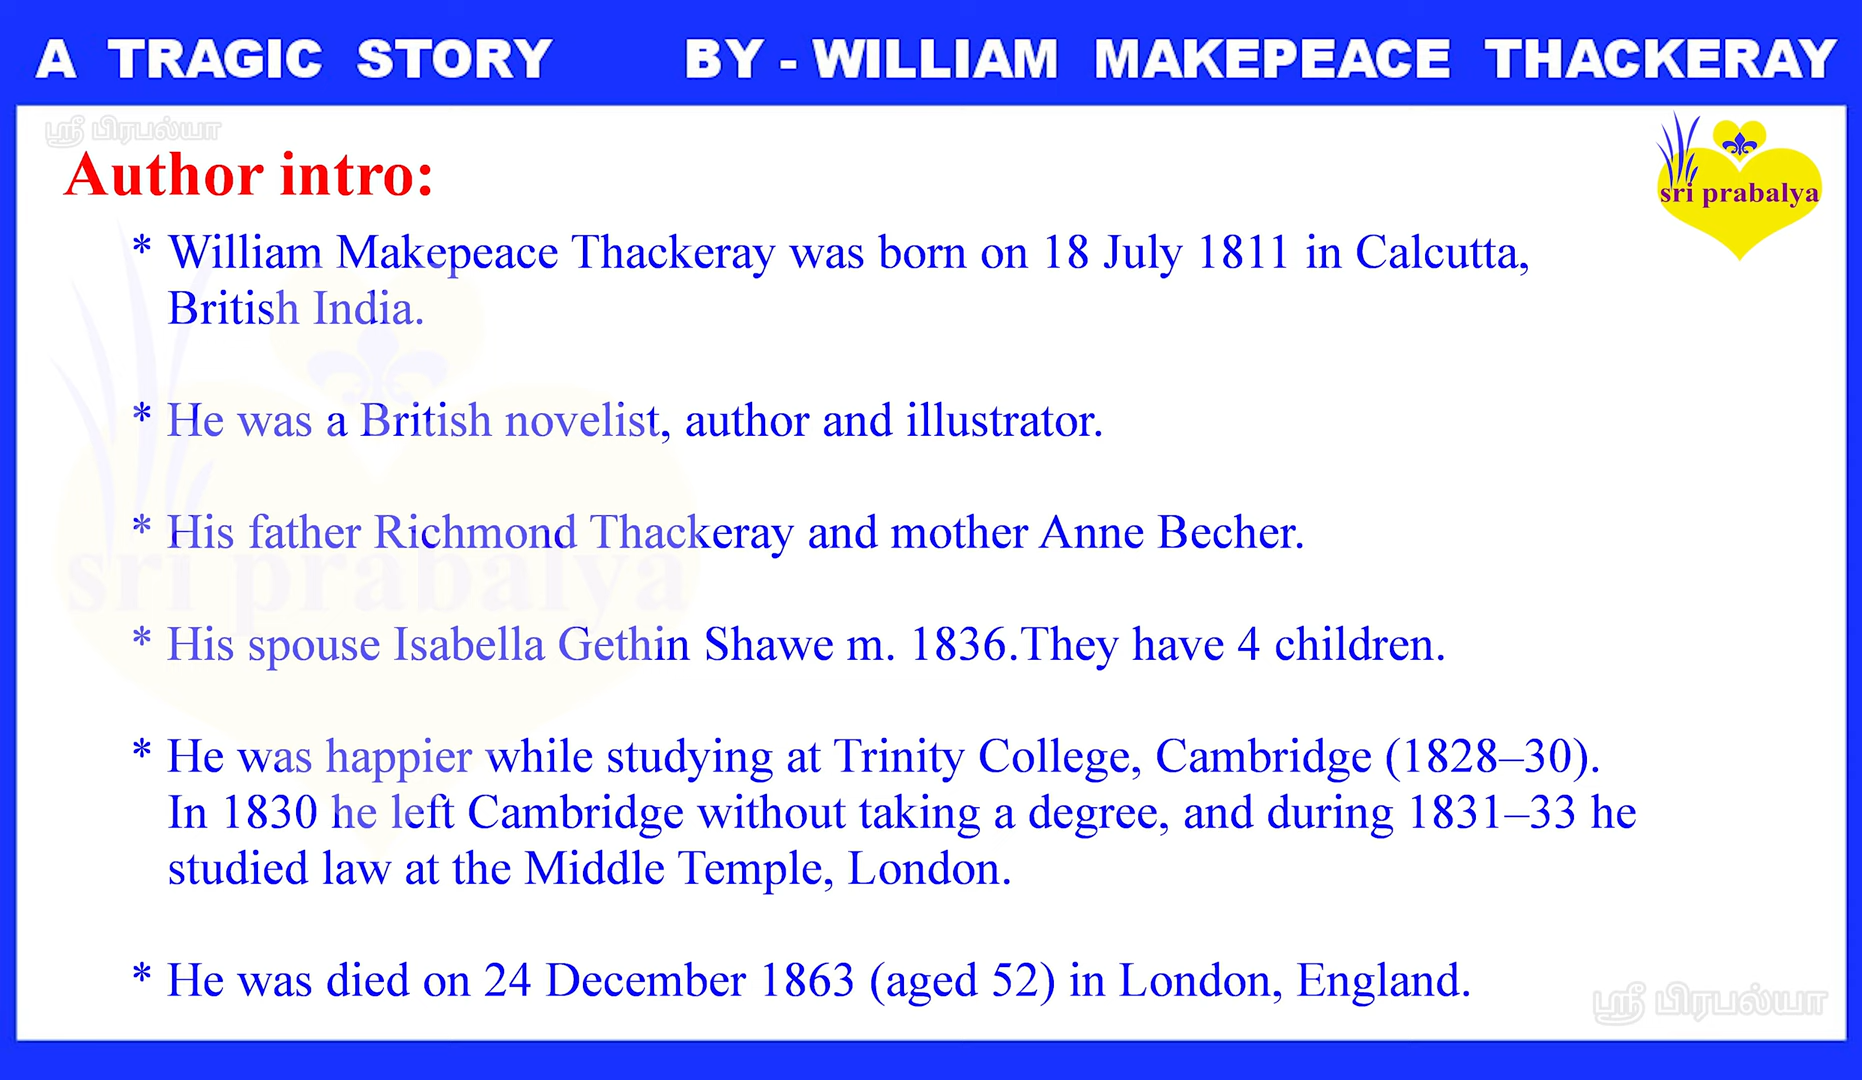 A TRAGIC STORY BY - WILLIAM MAKEPEACE THACKERAY
ஸ்ரீ பிரபல்யா
sri prabalya
Author intro:
* William Makepeace Thackeray was born on 18 July 1811 in Calcutta,
British India.
* He was a British novelist, author and illustrator.
* His father Richmond Thackeray and mother Anne Becher.
sri prabalya
* His spouse Isabella Gethin Shawe m. 1836.They have 4 children.
* He was happier while studying at Trinity College, Cambridge (1828–30).
In 1830 he left Cambridge without taking a degree, and during 1831–33 he
studied law at the Middle Temple, London.
* He was died on 24 December 1863 (aged 52) in London, England.
ஸ்ரீ பிரபல்யா